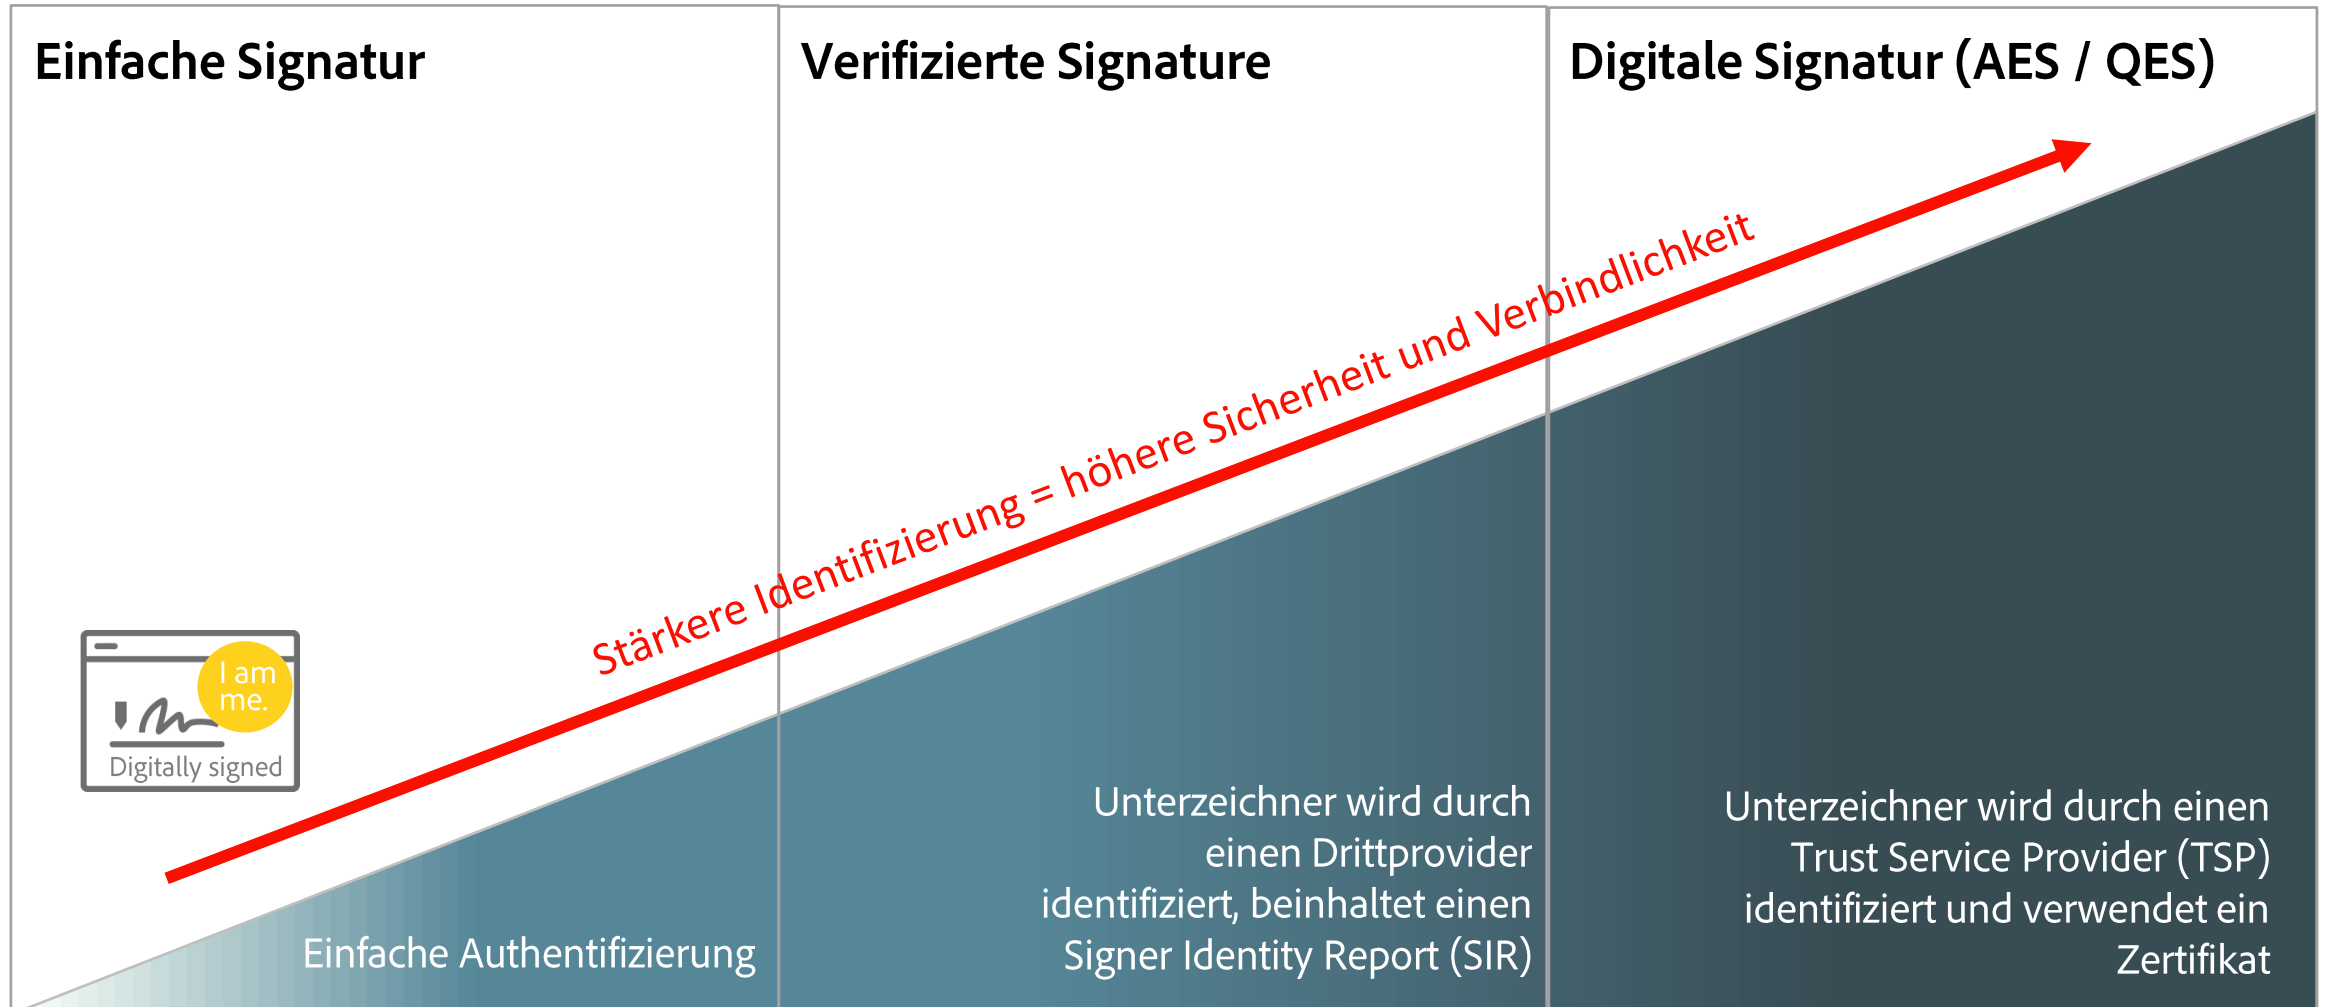 Einfache Signatur
Verifizierte Signature
Digitale Signatur (AES / QES)
Stärkere Identifizierung = höhere Sicherheit und Verbindlichkeit
I am
me.
Digitally signed
Einfache Authentifizierung
Unterzeichner wird durch
einen Drittprovider
identifiziert, beinhaltet einen
Signer Identity Report (SIR)
Unterzeichner wird durch einen
Trust Service Provider (TSP)
identifiziert und verwendet ein
Zertifikat